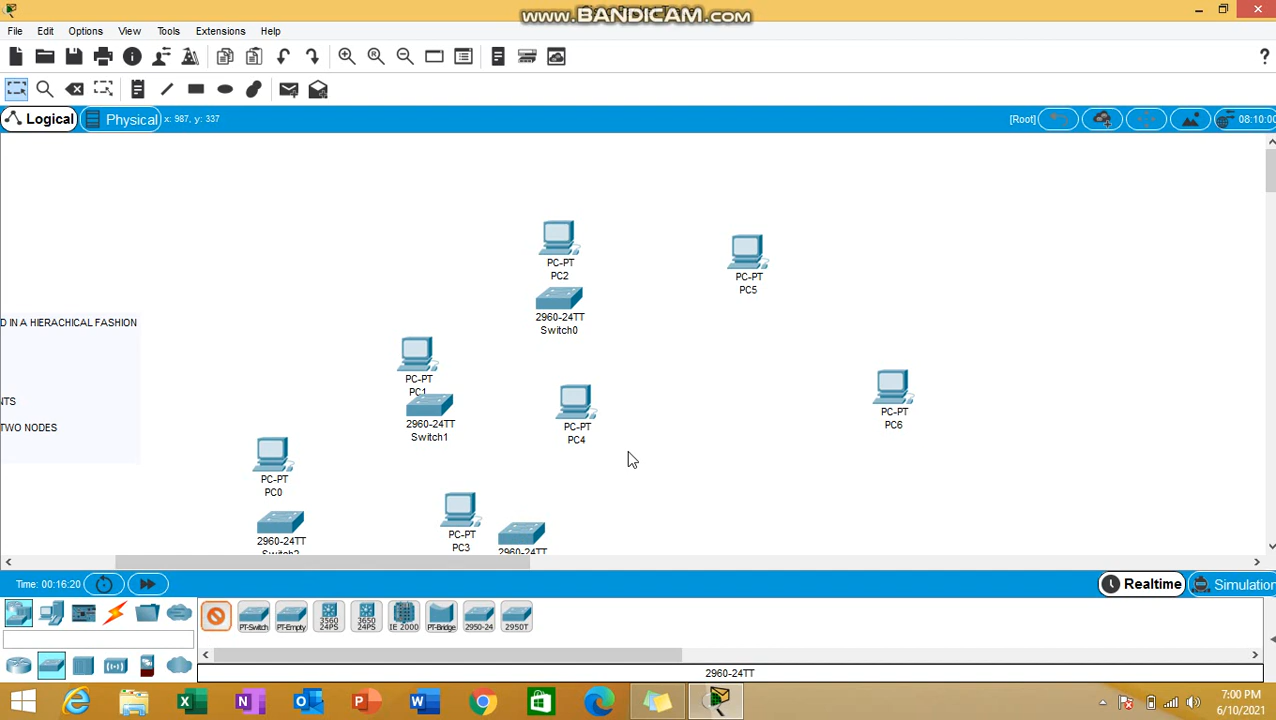 www.BANDICAM.com
File Edit Options View Tools Extensions Help
Logical Physical x: 987, y: 337 [Root] 08:10:00
PC-PT
PC2
PC-PT
PC5
2960-24TT
Switch0
D IN A HIERACHICAL FASHION
PC-PT
PC1
NTS
TWO NODES
2960-24TT
Switch1
PC-PT
PC4
PC-PT
PC6
PC-PT
PC0
2960-24TT
Switch2
PC-PT
PC3
2960-24TT
Time: 00:16:20 Realtime Simulation
PT-Switch PT-Empty 3560 24PS 3650 24PS IE 2000 PT-Bridge 2950-24 2950T
2960-24TT
7:00 PM
6/10/2021